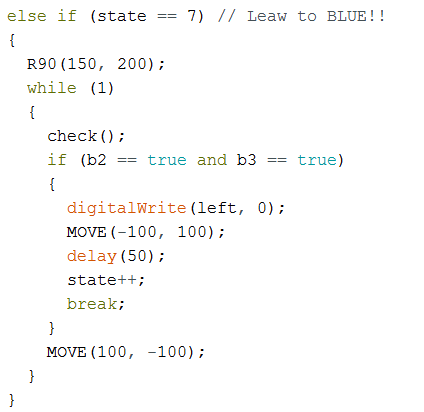 else if (state == 7) // Leaw to BLUE!!
{
  R90(150, 200);
  while (1)
  {
    check();
    if (b2 == true and b3 == true)
    {
      digitalWrite(left, 0);
      MOVE(-100, 100);
      delay(50);
      state++;
      break;
    }
    MOVE(100, -100);
  }
}